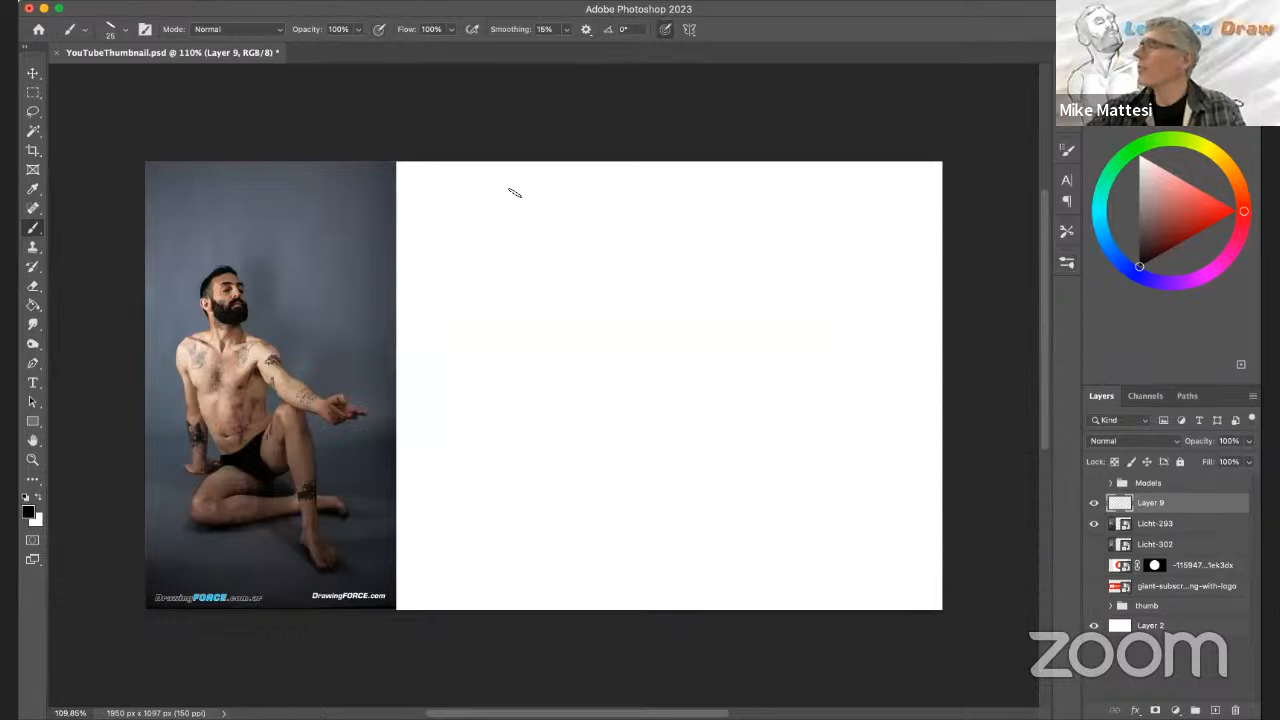 Adobe Photoshop 2023
25
Mode: Normal
Opacity: 100%
Flow: 100%
Smoothing: 15%
0°
× YouTubeThumbnail.psd @ 110% (Layer 9, RGB/8) *
Draw
Mike Mattesi
Layers Channels Paths
Kind
Normal
Opacity: 100%
Lock:
Fill: 100%
Models
Layer 9
Licht-293
Licht-302
-115947...1ek3dx
giant-subscr...ng-with-logo
thumb
Layer 2
DrawingFORCE.com.ar
DrawingFORCE.com
zoom
109.85%
1950 px x 1097 px (150 ppi)